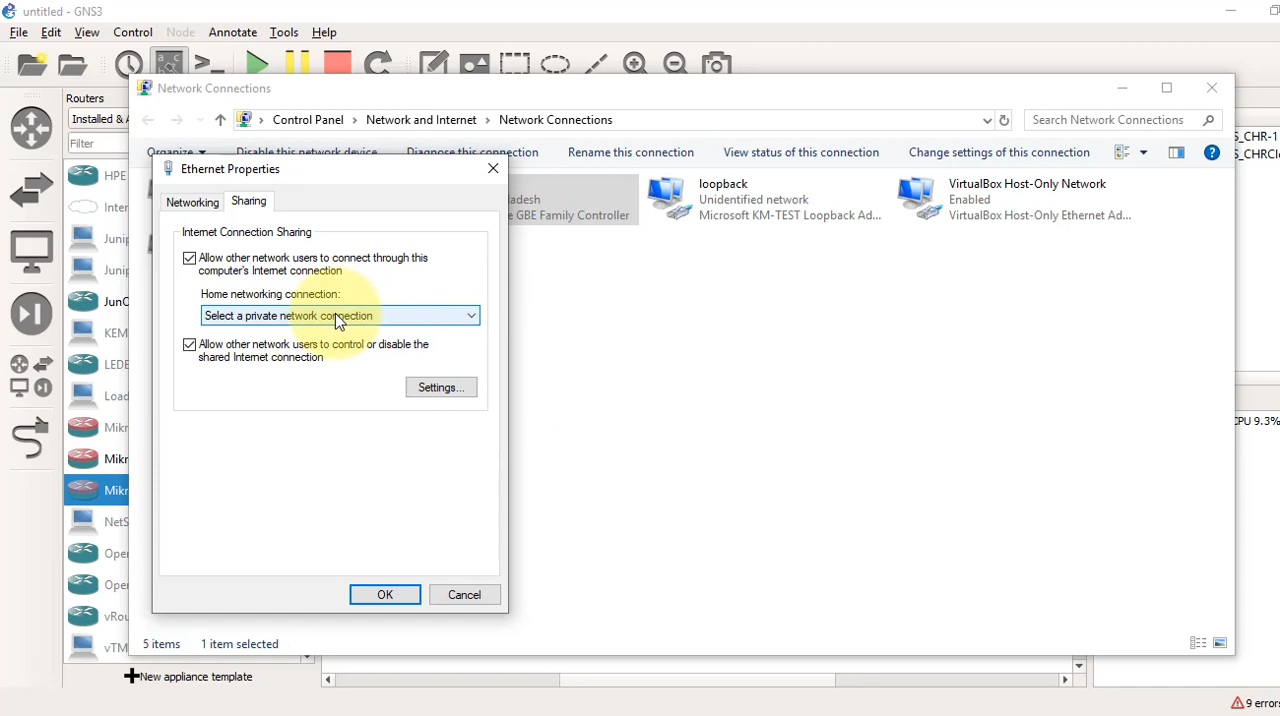 untitled - GNS3
File Edit View Control Node Annotate Tools Help
Routers
Installed & A
Filter
HPE
Inter
Junip
Junip
JunC
KEM
LEDE
Load
Mikr
Mikr
Mikr
NetS
Open
Open
vRou
vTM
New appliance template
Network Connections
Control Panel > Network and Internet > Network Connections
Search Network Connections
Organize Disable this network device Diagnose this connection Rename this connection View status of this connection Change settings of this connection
adesh
e GBE Family Controller
loopback
Unidentified network
Microsoft KM-TEST Loopback Ad...
VirtualBox Host-Only Network
Enabled
VirtualBox Host-Only Ethernet Ad...
Ethernet Properties
Networking Sharing
Internet Connection Sharing
Allow other network users to connect through this
computer's Internet connection
Home networking connection:
Select a private network connection
Allow other network users to control or disable the
shared Internet connection
Settings...
OK Cancel
5 items 1 item selected
S_CHR-1
S_CHRCl
CPU 9.3%
9 errors